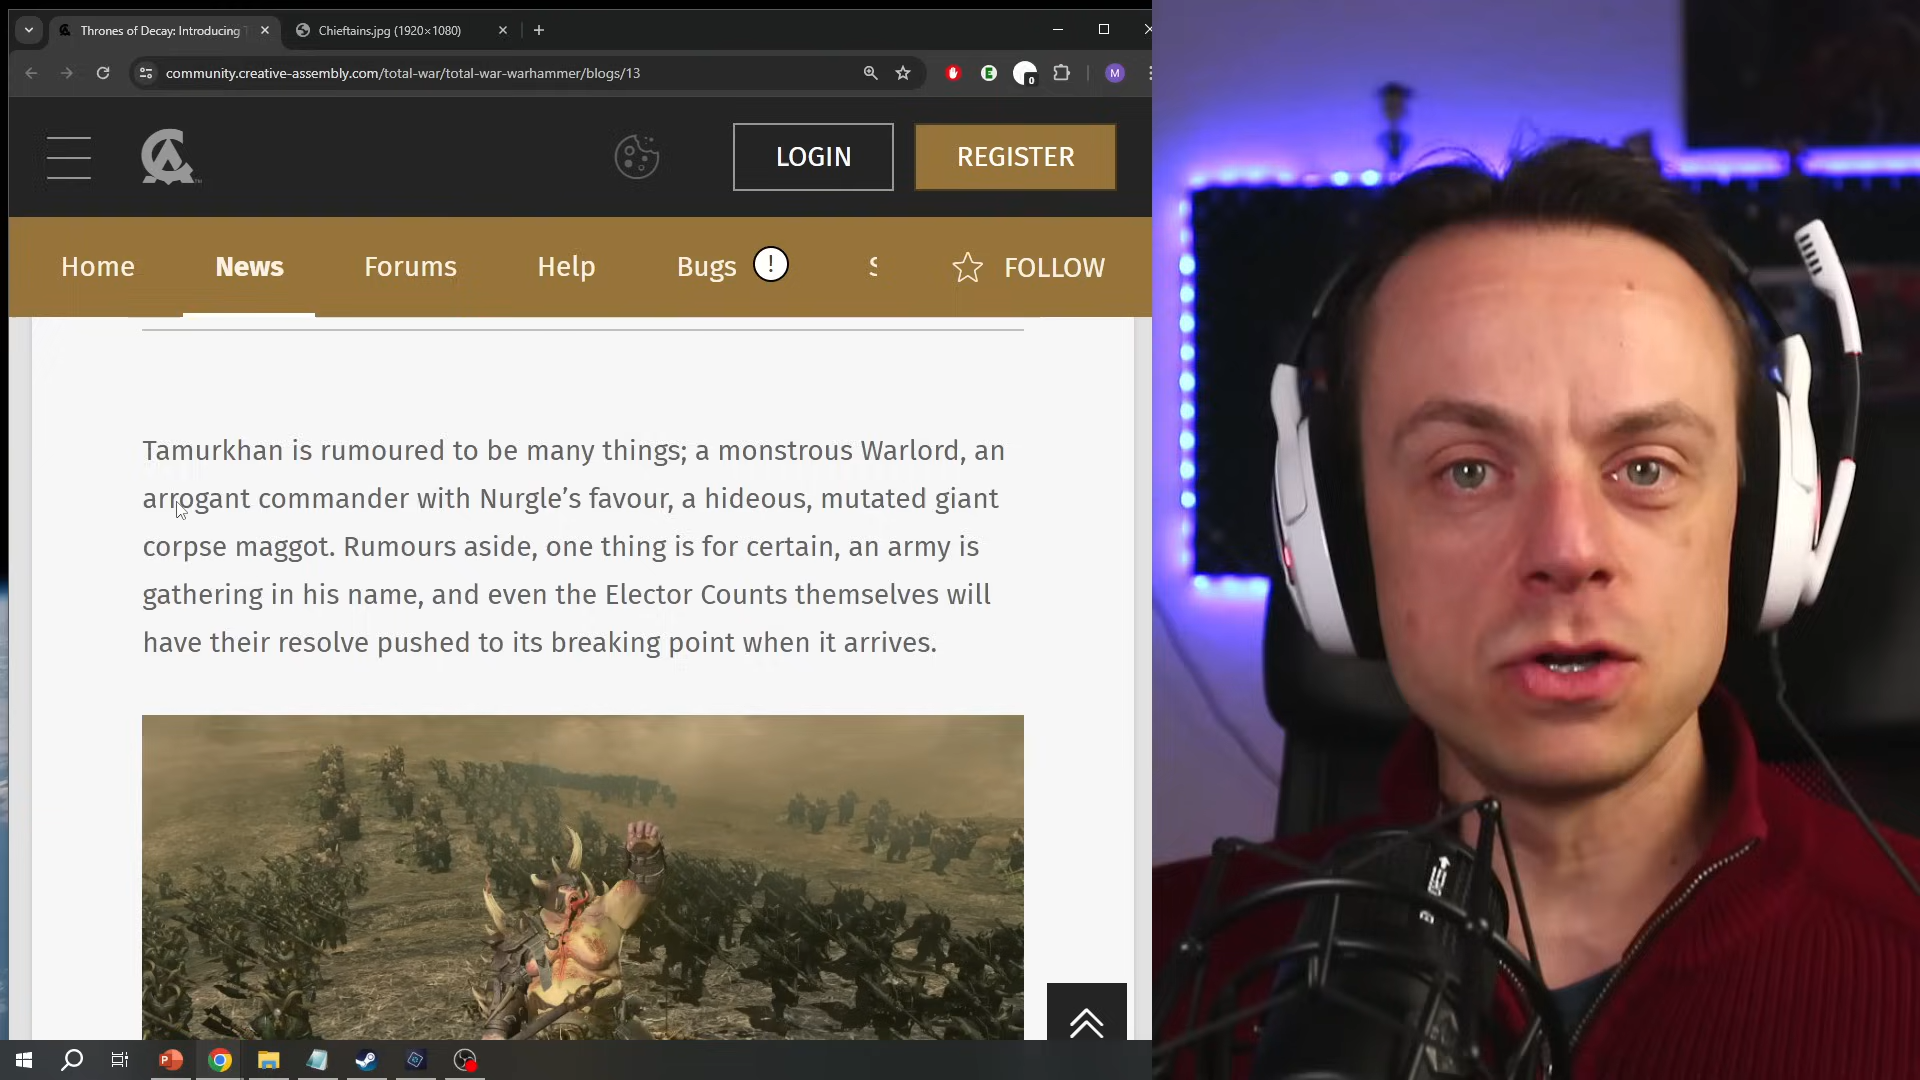 Thrones of Decay: Introducing
Chieftains.jpg (1920×1080)
community.creative-assembly.com/total-war/total-war-warhammer/blogs/13
0
M
LOGIN
REGISTER
Home
News
Forums
Help
Bugs
!
FOLLOW
Tamurkhan is rumoured to be many things; a monstrous Warlord, an
arrogant commander with Nurgle’s favour, a hideous, mutated giant
corpse maggot. Rumours aside, one thing is for certain, an army is
gathering in his name, and even the Elector Counts themselves will
have their resolve pushed to its breaking point when it arrives.